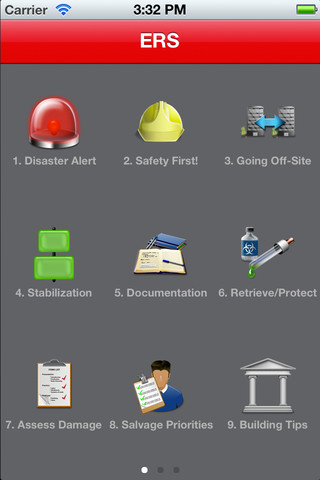 Carrier 3:32 PM
ERS
1. Disaster Alert 2. Safety First! 3. Going Off-Site
4. Stabilization 5. Documentation 6. Retrieve/Protect
7. Assess Damage 8. Salvage Priorities 9. Building Tips